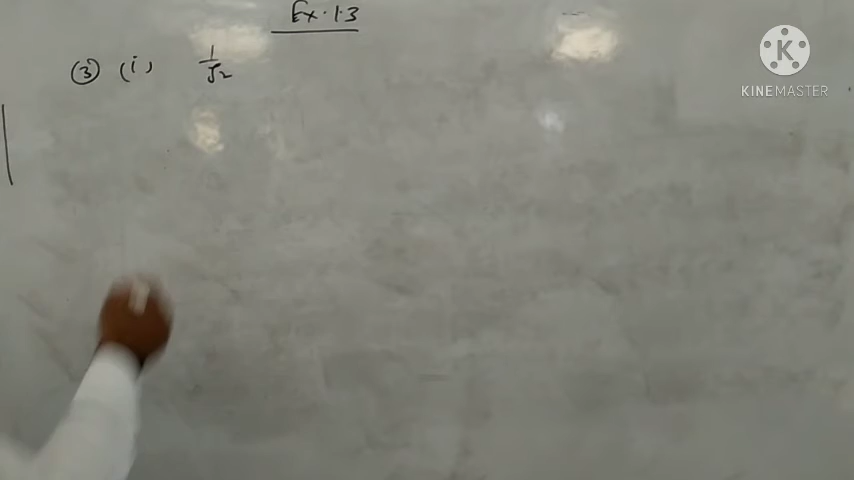 Ex. 1.3
③ (i) 1/√2
K
KINEMASTER